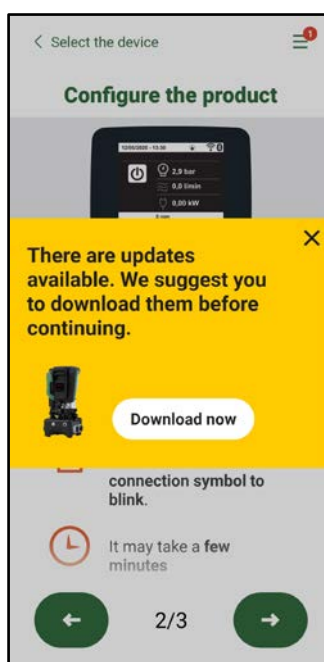 Select the device
1
Configure the product
12/05/2020 - 10:36
2,9 bar
0,0 l/min
0,00 kW
There are updates
available. We suggest you
to download them before
continuing.
Download now
connection symbol to
blink.
It may take a few
minutes
2/3